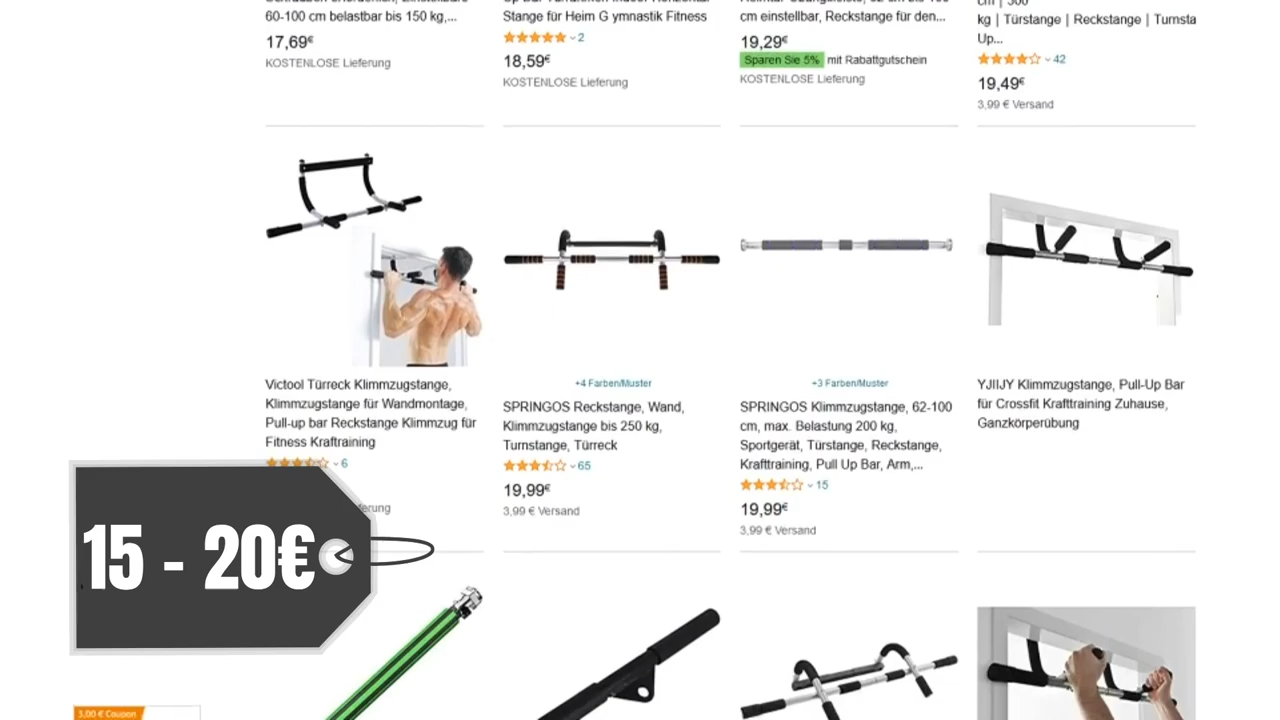 60-100 cm belastbar bis 150 kg,...
17,69€
KOSTENLOSE Lieferung
Stange für Heim G ymnastik Fitness
2
18,59€
KOSTENLOSE Lieferung
cm einstellbar, Reckstange für den...
19,29€
Sparen Sie 5% mit Rabattgutschein
KOSTENLOSE Lieferung
kg | Türstange | Reckstange | Turnsta
Up...
42
19,49€
3,99 € Versand
Victool Türreck Klimmzugstange,
Klimmzugstange für Wandmontage,
Pull-up bar Reckstange Klimmzug für
Fitness Kraftraining
6
ferung
+4 Farben/Muster
SPRINGOS Reckstange, Wand,
Klimmzugstange bis 250 kg,
Turnstange, Türreck
65
19,99€
3,99 € Versand
+3 Farben/Muster
SPRINGOS Klimmzugstange, 62-100
cm, max. Belastung 200 kg,
Sportgerät, Türstange, Reckstange,
Krafttraining, Pull Up Bar, Arm,...
15
19,99€
3,99 € Versand
YJIIJY Klimmzugstange, Pull-Up Bar
für Crossfit Krafttraining Zuhause,
Ganzkörperübung
15 - 20€
3,00 € Coupon